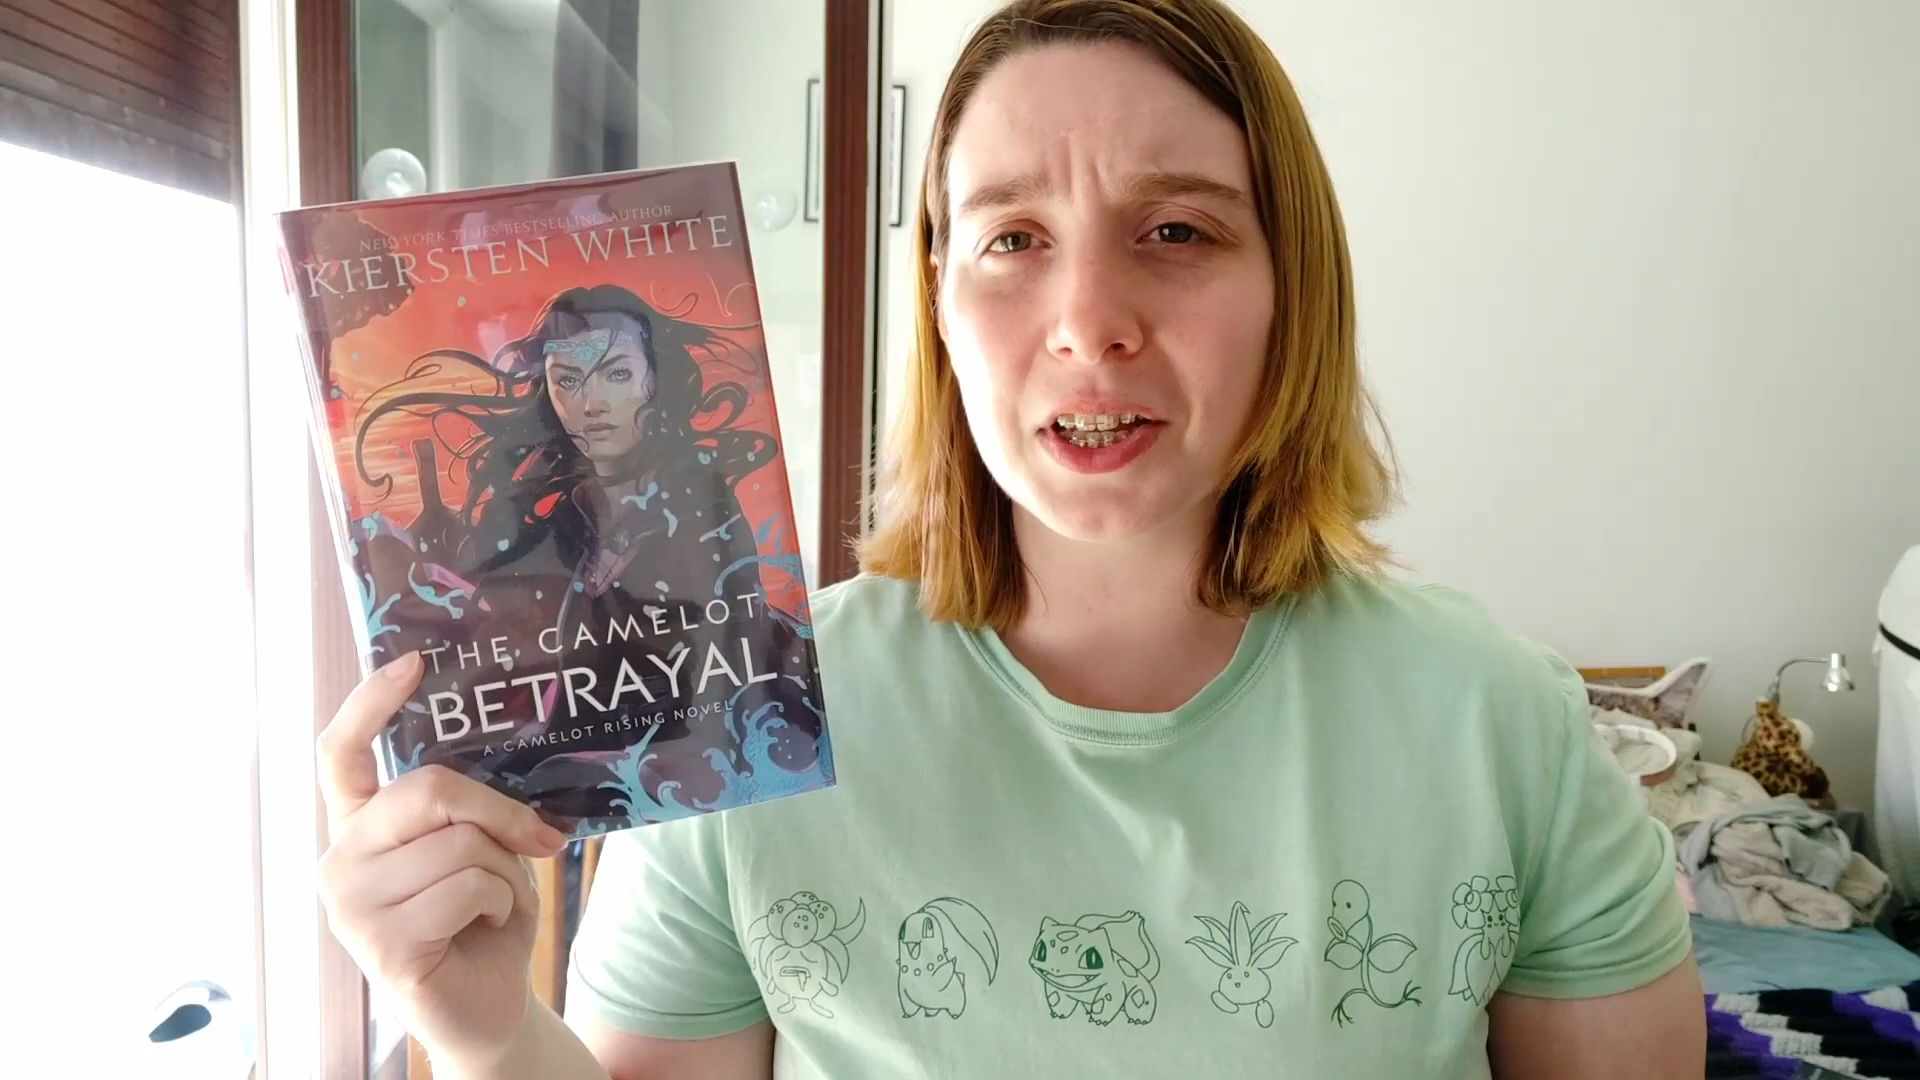 NEW YORK TIMES BESTSELLING AUTHOR
KIERSTEN WHITE
THE CAMELOT
BETRAYAL
A CAMELOT RISING NOVEL